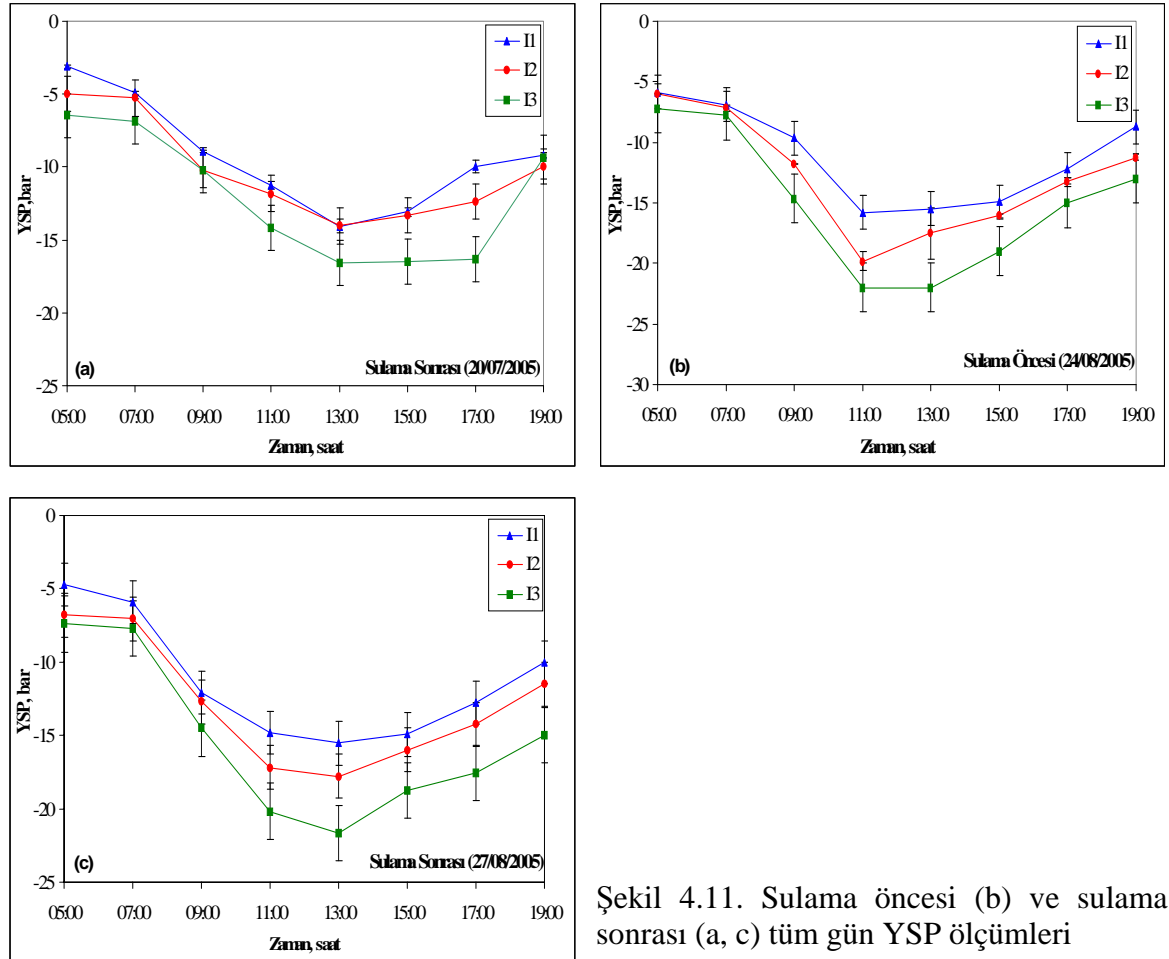 0
-5
-10
-15
-20
-25
YSP,bar
I1
I2
I3
(a)
Sulama Sonrası (20/07/2005)
05:00 07:00 09:00 11:00 13:00 15:00 17:00 19:00
Zaman, saat
0
-5
-10
-15
-20
-25
-30
YSP,bar
I1
I2
I3
(b)
Sulama Öncesi (24/08/2005)
05:00 07:00 09:00 11:00 13:00 15:00 17:00 19:00
Zaman, saat
0
-5
-10
-15
-20
-25
YSP, bar
I1
I2
I3
(c)
Sulama Sonrası (27/08/2005)
05:00 07:00 09:00 11:00 13:00 15:00 17:00 19:00
Zaman, saat
Şekil 4.11. Sulama öncesi (b) ve sulama
sonrası (a, c) tüm gün YSP ölçümleri